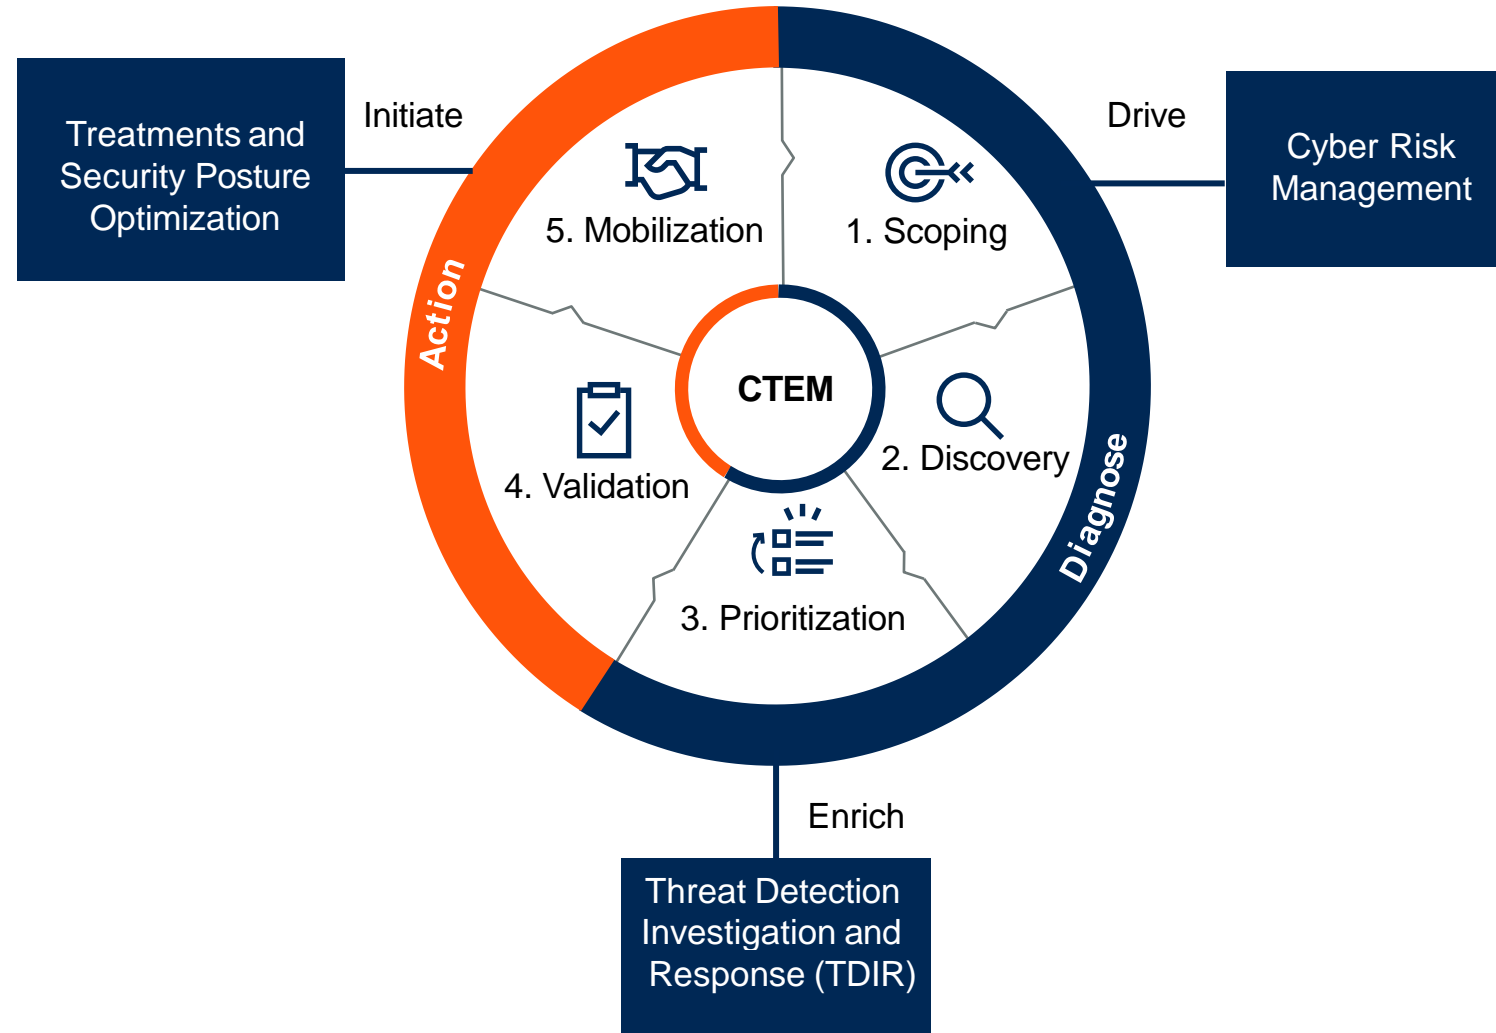 Treatments and
Security Posture
Optimization
Initiate
Drive
Cyber Risk
Management
5. Mobilization
1. Scoping
Action
CTEM
4. Validation
2. Discovery
Diagnose
3. Prioritization
Enrich
Threat Detection
Investigation and
Response (TDIR)